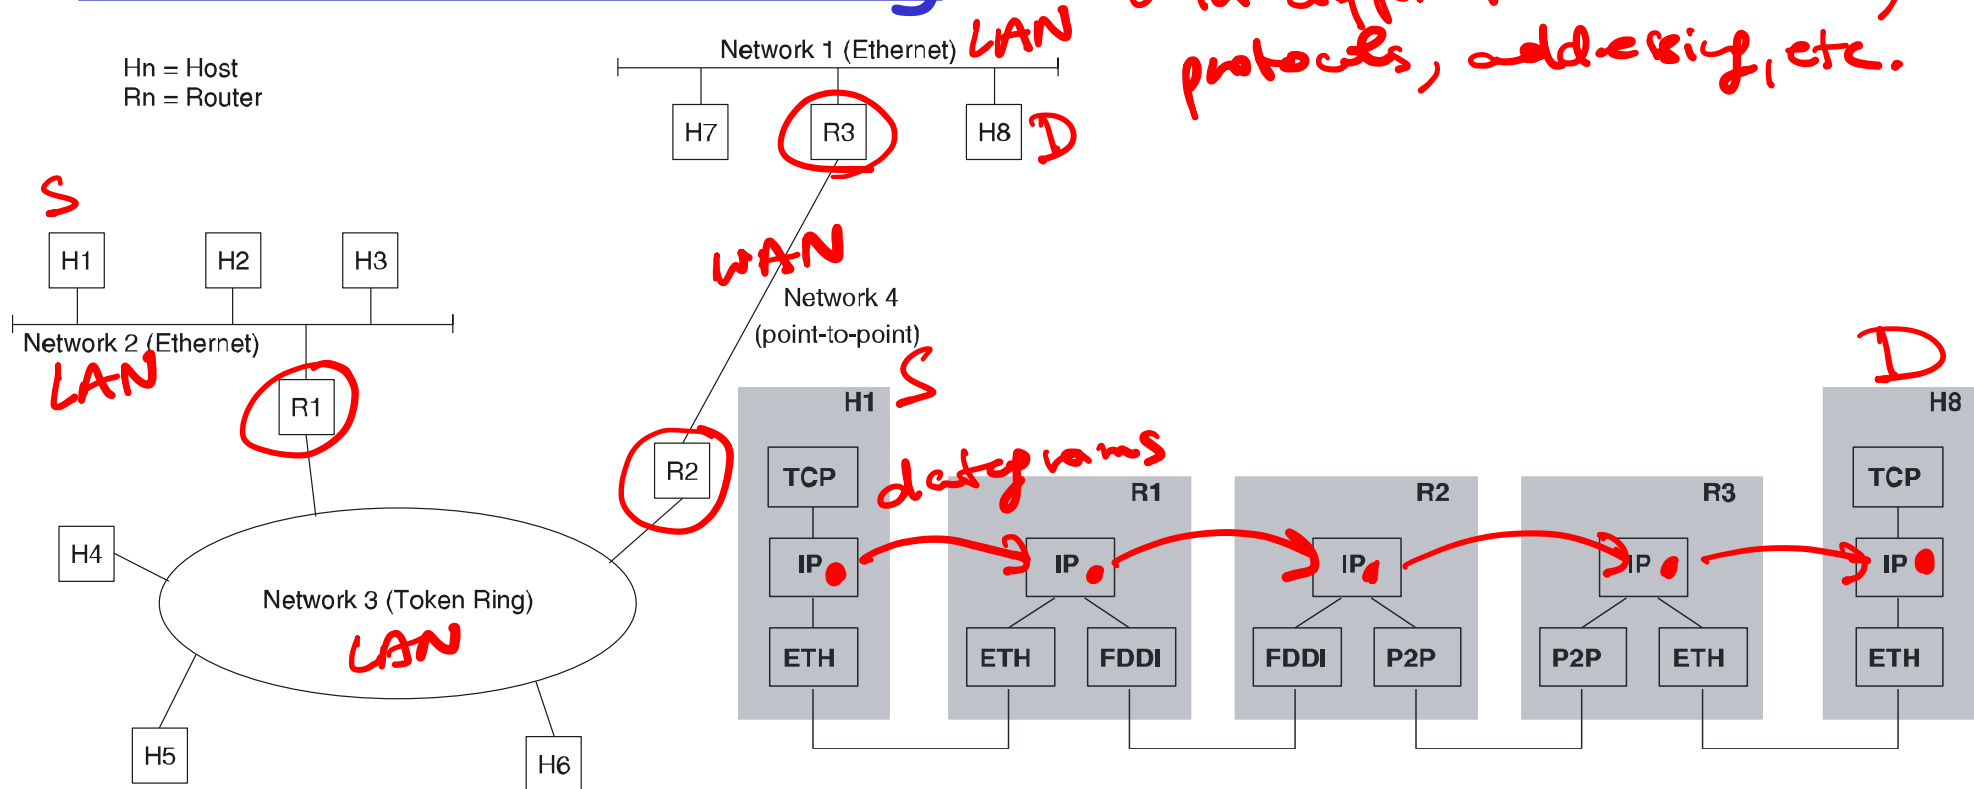 protocols, addressing, etc.
Hn = Host
Rn = Router
Network 1 (Ethernet) LAN
H7
R3
H8 D
S
H1
H2
H3
Network 2 (Ethernet)
LAN
R1
WAN
Network 4
(point-to-point)
R2
H4
Network 3 (Token Ring)
LAN
H5
H6
H1 S
TCP
IP
ETH
datagrams
R1
IP
ETH
FDDI
R2
IP
FDDI
P2P
R3
IP
P2P
ETH
D
H8
TCP
IP
ETH